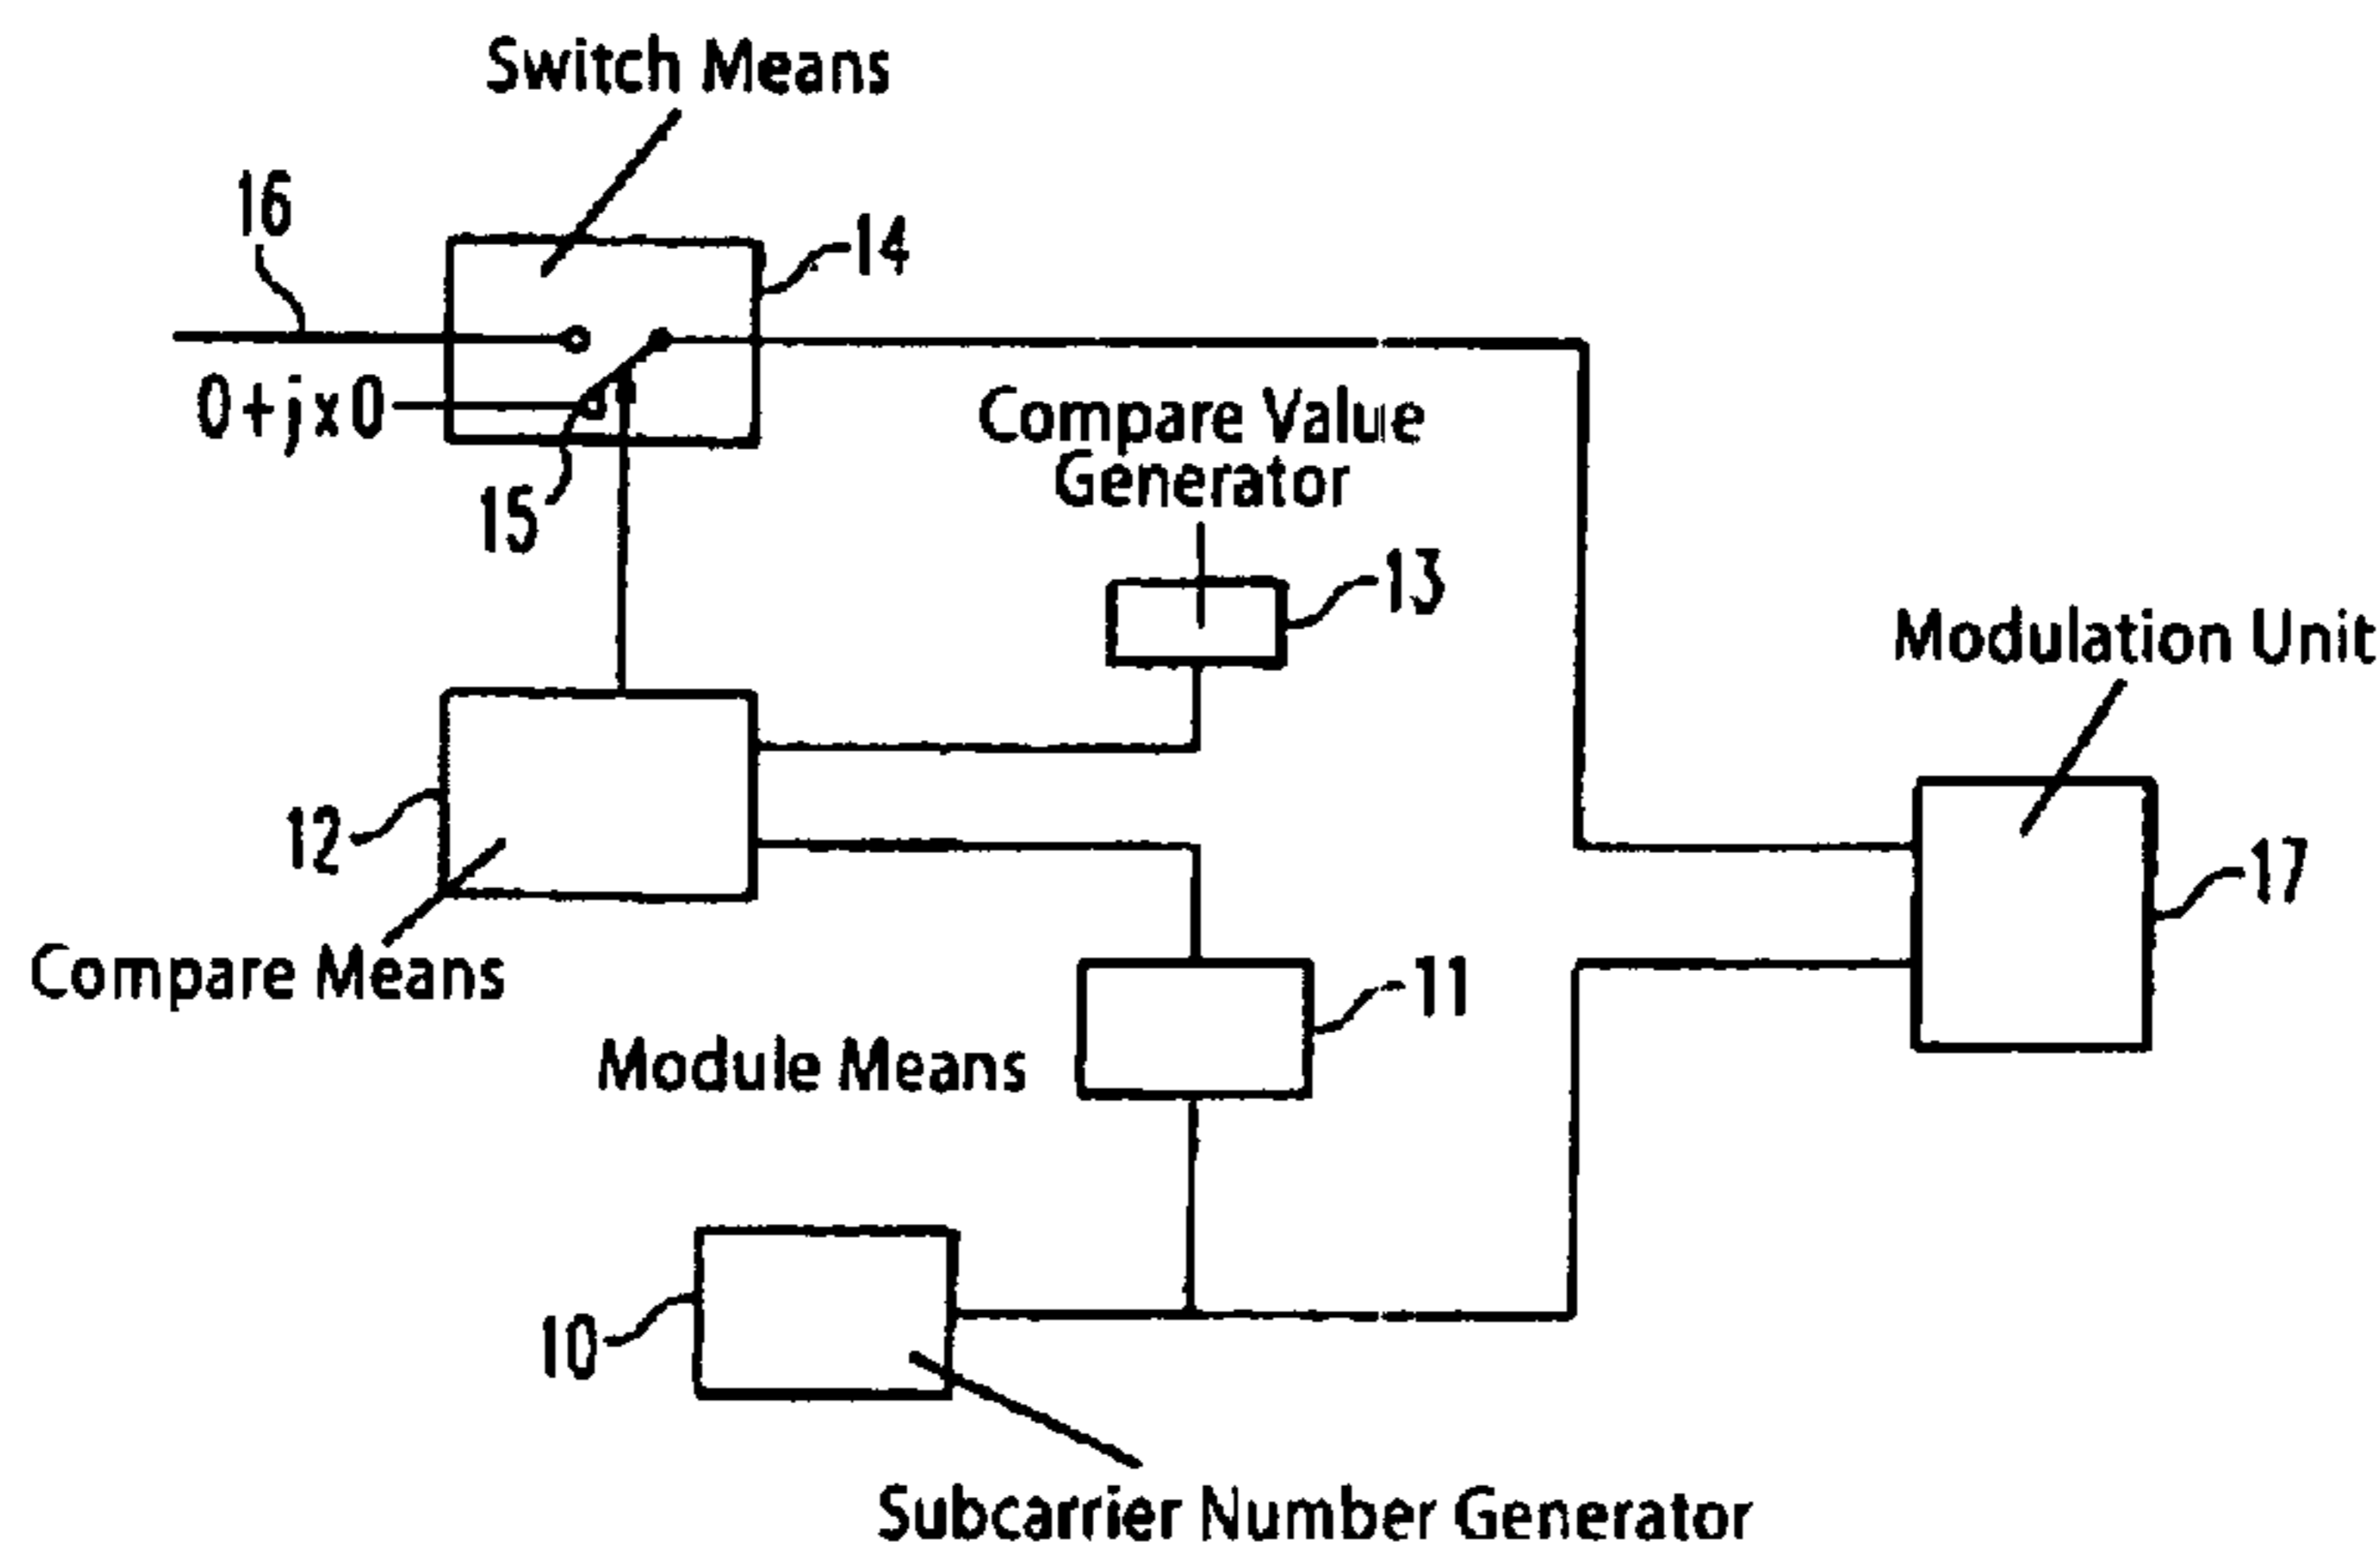 Switch Means
16
14
0+jx0
15
Compare Value
Generator
13
Modulation Unit
12
17
Compare Means
11
Module Means
10
Subcarrier Number Generator